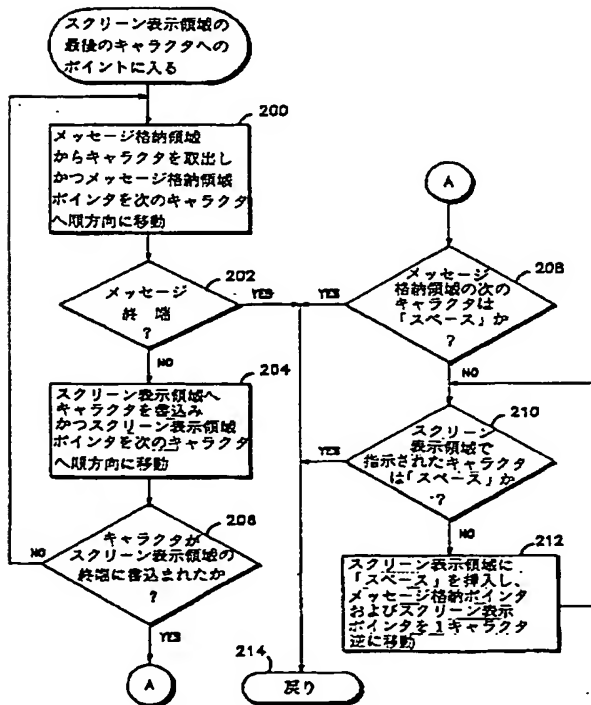 スクリーン表示領域の
最後のキャラクタへの
ポイントに入る
200
メッセージ格納領域
からキャラクタを取出し
かつメッセージ格納領域
ポインタを次のキャラクタ
へ順方向に移動
202
メッセージ
終端
?
YES
NO
204
スクリーン表示領域へ
キャラクタを書込み
かつスクリーン表示領域
ポインタを次のキャラクタ
へ順方向に移動
206
キャラクタが
スクリーン表示領域の
終端に書込まれたか
?
NO
YES
A
A
208
メッセージ
格納領域の次の
キャラクタは
「スペース」か
?
YES
NO
210
スクリーン
表示領域で
指示されたキャラクタ
は「スペース」か
?
YES
NO
212
スクリーン表示領域に
「スペース」を挿入し、
メッセージ格納ポインタ
およびスクリーン表示
ポインタを1キャラクタ
逆に移動
214
戻り